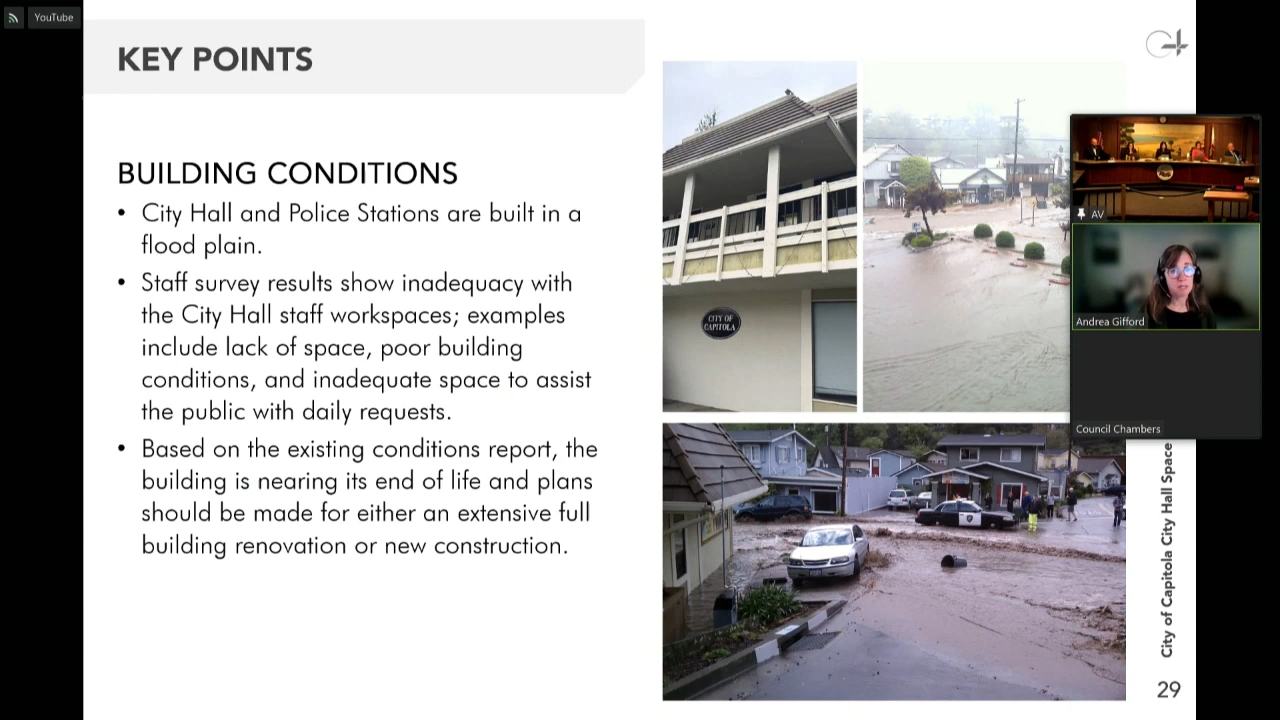 YouTube
KEY POINTS
BUILDING CONDITIONS
• City Hall and Police Stations are built in a
flood plain.
• Staff survey results show inadequacy with
the City Hall staff workspaces; examples
include lack of space, poor building
conditions, and inadequate space to assist
the public with daily requests.
• Based on the existing conditions report, the
building is nearing its end of life and plans
should be made for either an extensive full
building renovation or new construction.
CITY OF
CAPITOLA
AV
Andrea Gifford
Council Chambers
City of Capitola City Hall Space
29